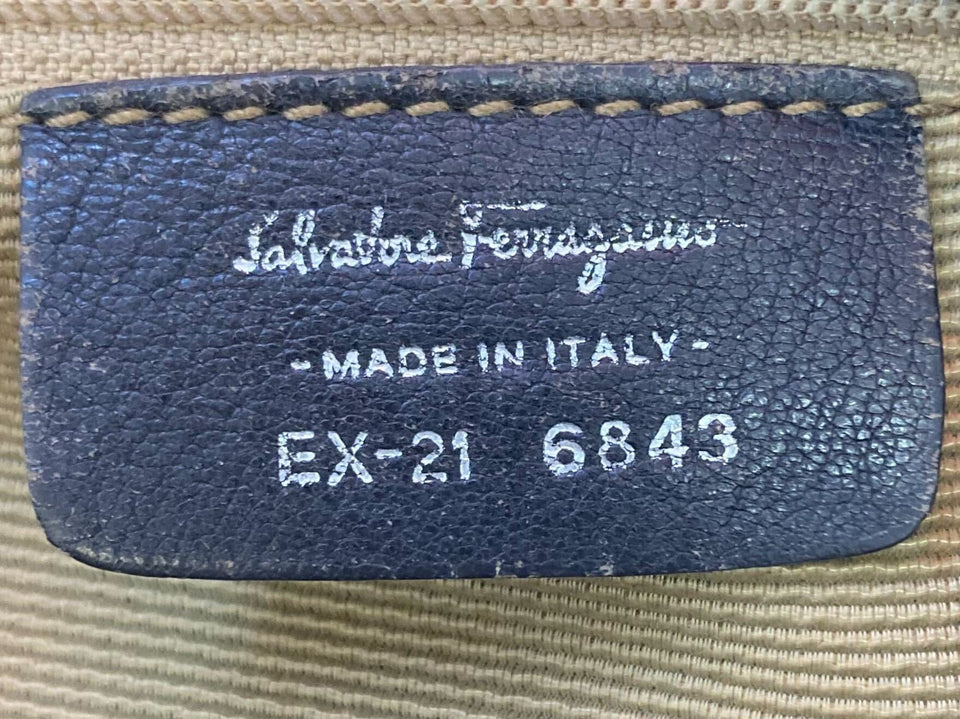 Salvatore Ferragamo
- MADE IN ITALY -
EX-21 6843